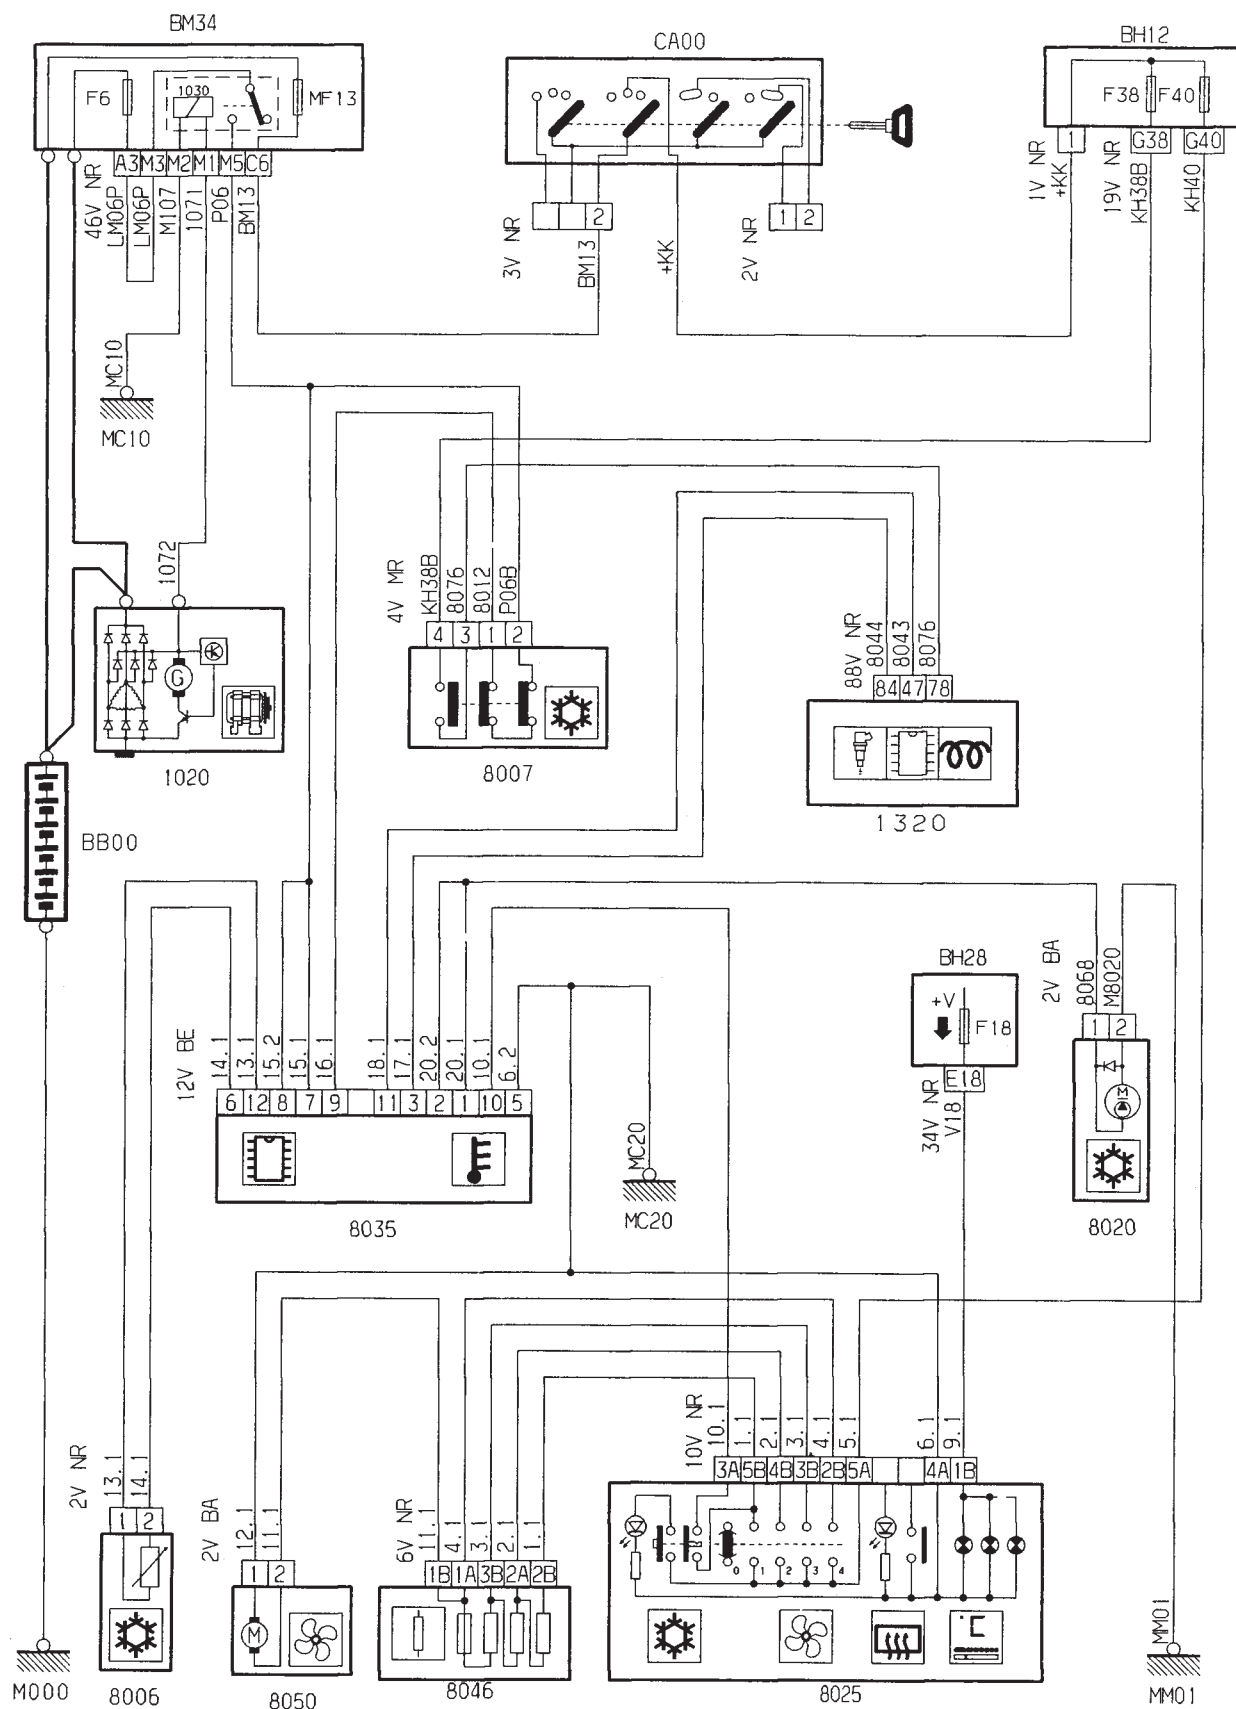 BM34
CA00
BH12
F6
1030
MF13
F38
F40
46V NR
A3 M3 M2 M1 M5 C6
LM06P
LM06P
M107
1071
P06
BM13
3V NR
2
BM13
+KK
2V NR
1 2
1V NR
+KK
1
19V NR
G38
KH38B
G40
KH40
MC10
MC10
1072
4V MR
KH38B
8076
8012
P06B
4 3 1 2
88V NR
8044
8043
8076
84 47 78
G
1020
8007
1320
BB00
12V BE
14.1
13.1
15.2
15.1
16.1
18.1
17.1
20.2
20.1
10.1
6.2
6 12 8 7 9 11 3 2 1 10 5
8035
MC20
MC20
BH28
+V
F18
34V NR
E18
V18
2V BA
8068
M8020
1 2
M
8020
2V NR
13.1
14.1
1 2
8006
2V BA
12.1
11.1
1 2
M
8050
6V NR
11.1
4.1
3.1
2.1
1.1
1B 1A 3B 2A 2B
8046
10V NR
10.1
1.1
2.1
3.1
4.1
5.1
6.1
9.1
3A 5B 4B 3B 2B 5A 4A 1B
0 1 2 3 4
°C
8025
M000
MM01
MM01